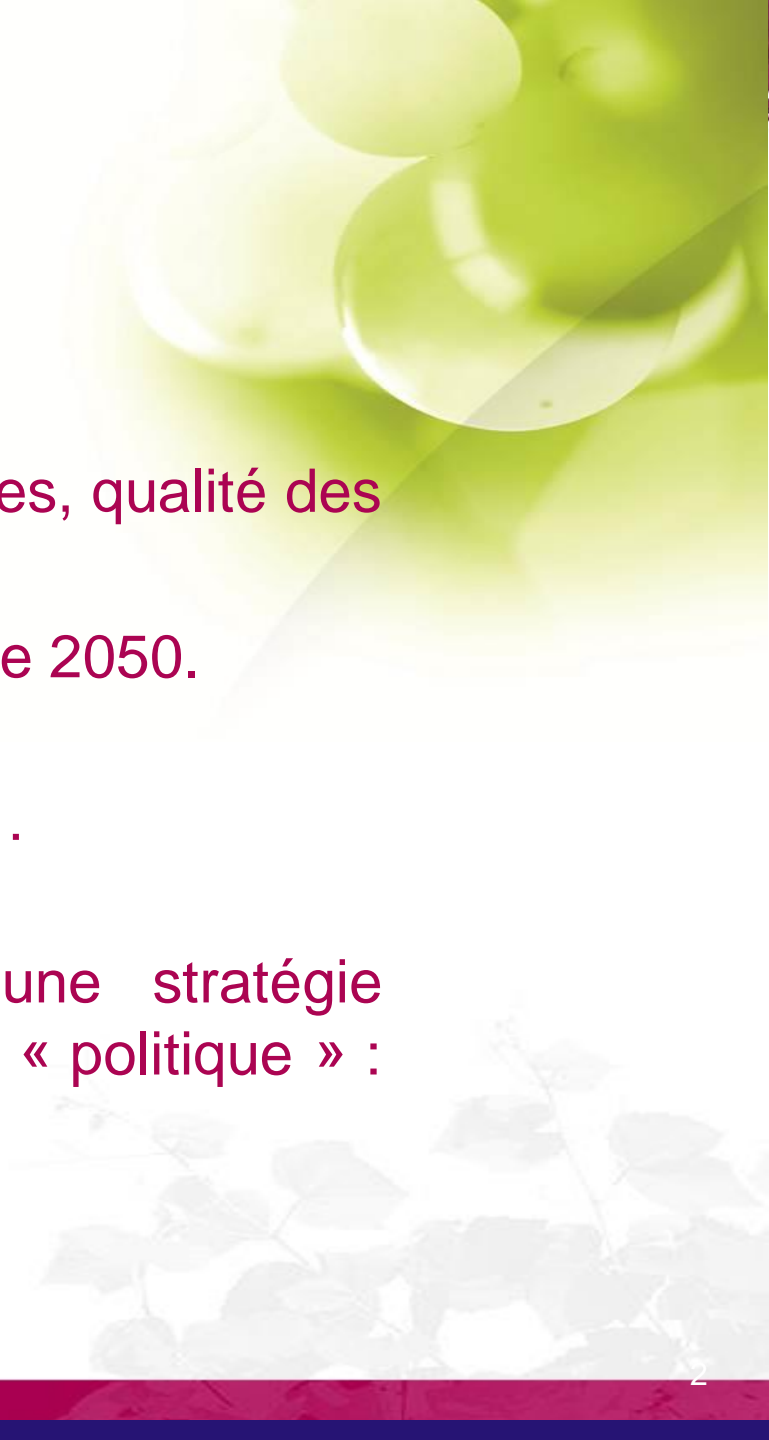 es, qualité des
e 2050.
.
une stratégie
« politique » :
2